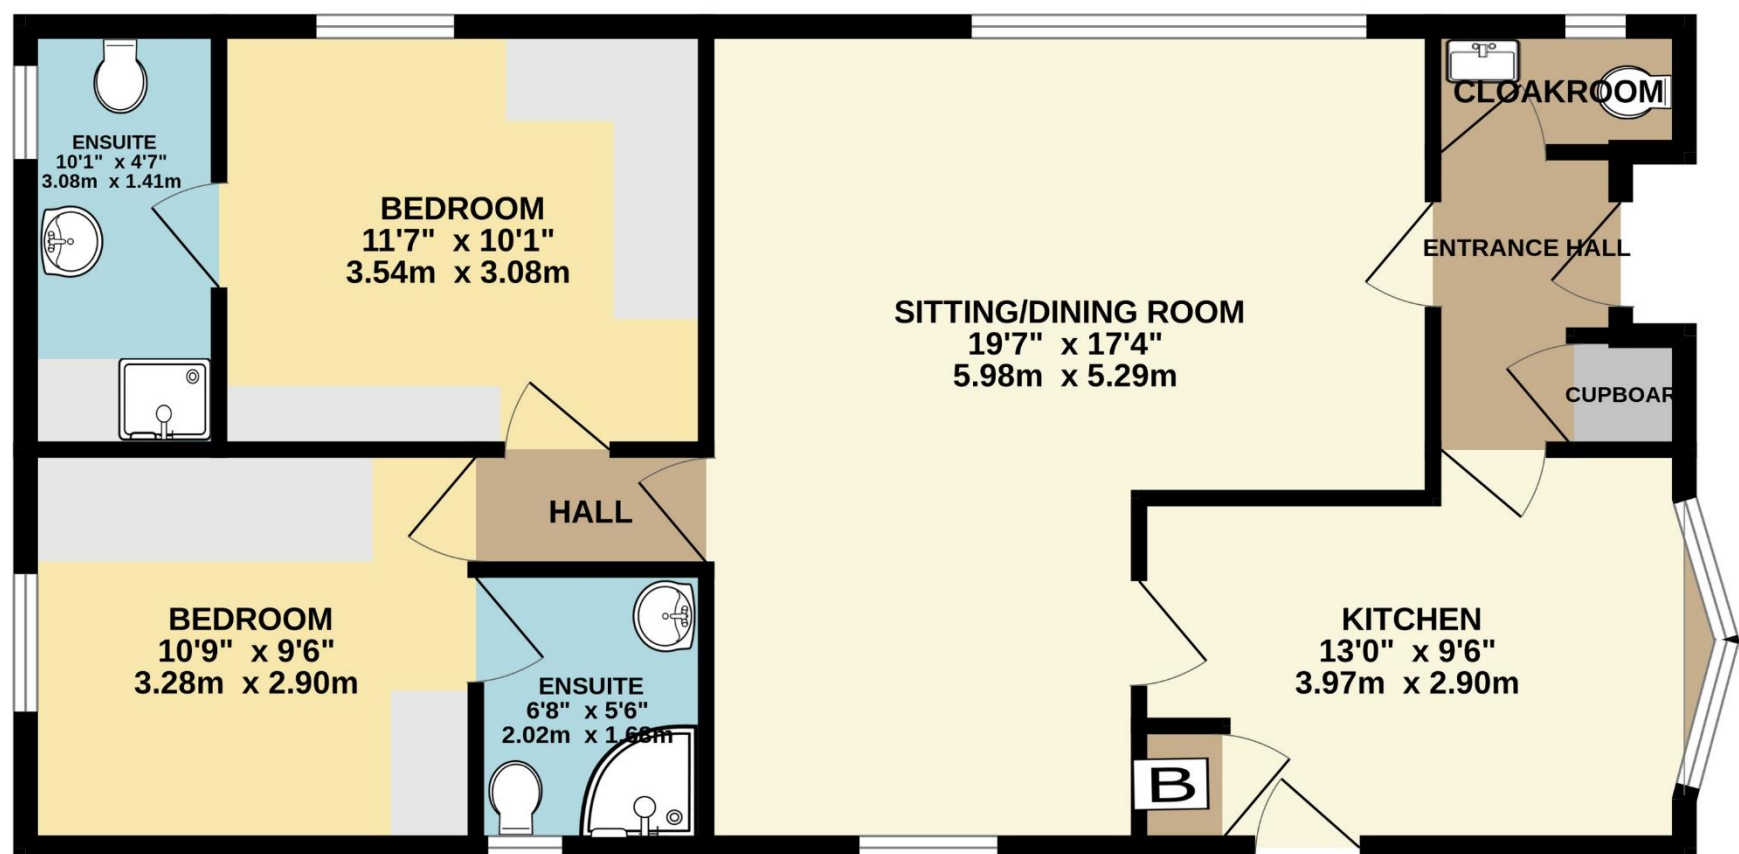 ENSUITE
10'1" x 4'7"
3.08m x 1.41m
BEDROOM
11'7" x 10'1"
3.54m x 3.08m
SITTING/DINING ROOM
19'7" x 17'4"
5.98m x 5.29m
CLOAKROOM
ENTRANCE HALL
CUPBOAR
HALL
BEDROOM
10'9" x 9'6"
3.28m x 2.90m
ENSUITE
6'8" x 5'6"
2.02m x 1.68m
KITCHEN
13'0" x 9'6"
3.97m x 2.90m
B